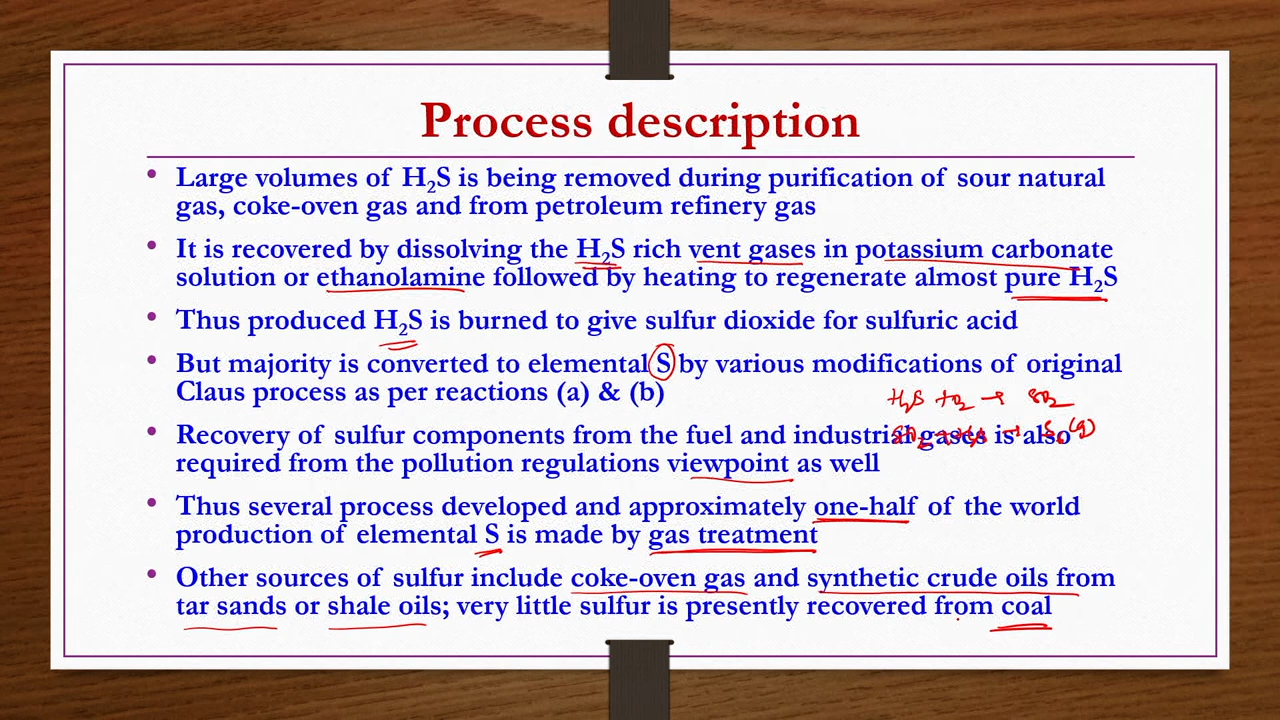 Process description
• Large volumes of H₂S is being removed during purification of sour natural
gas, coke-oven gas and from petroleum refinery gas
• It is recovered by dissolving the H₂S rich vent gases in potassium carbonate
solution or ethanolamine followed by heating to regenerate almost pure H₂S
• Thus produced H₂S is burned to give sulfur dioxide for sulfuric acid
• But majority is converted to elemental S by various modifications of original
Claus process as per reactions (a) & (b)
H₂S + O₂ → SO₂
• Recovery of sulfur components from the fuel and industrial gases is also
required from the pollution regulations viewpoint as well
• Thus several process developed and approximately one-half of the world
production of elemental S is made by gas treatment
• Other sources of sulfur include coke-oven gas and synthetic crude oils from
tar sands or shale oils; very little sulfur is presently recovered from coal